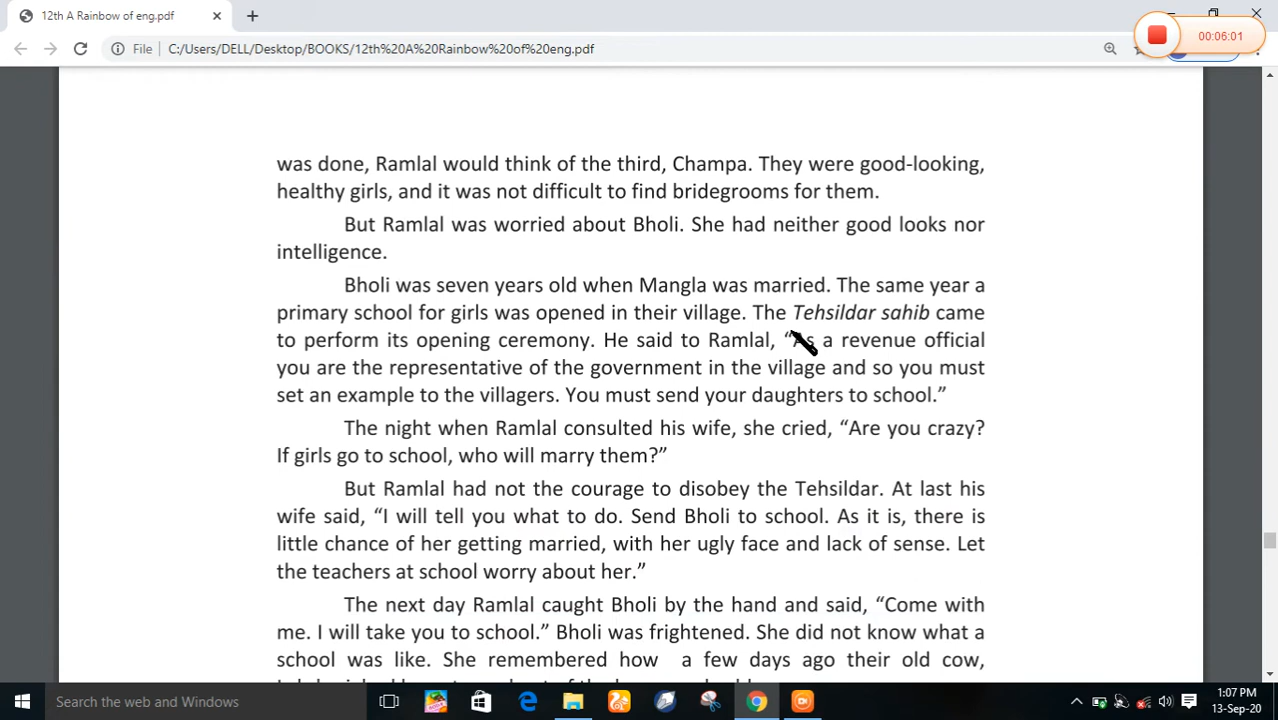 12th A Rainbow of eng.pdf
00:06:01
File C:/Users/DELL/Desktop/BOOKS/12th%20A%20Rainbow%20of%20eng.pdf
was done, Ramlal would think of the third, Champa. They were good-looking,
healthy girls, and it was not difficult to find bridegrooms for them.
But Ramlal was worried about Bholi. She had neither good looks nor
intelligence.
Bholi was seven years old when Mangla was married. The same year a
primary school for girls was opened in their village. The Tehsildar sahib came
to perform its opening ceremony. He said to Ramlal, “As a revenue official
you are the representative of the government in the village and so you must
set an example to the villagers. You must send your daughters to school.”
The night when Ramlal consulted his wife, she cried, “Are you crazy?
If girls go to school, who will marry them?”
But Ramlal had not the courage to disobey the Tehsildar. At last his
wife said, “I will tell you what to do. Send Bholi to school. As it is, there is
little chance of her getting married, with her ugly face and lack of sense. Let
the teachers at school worry about her.”
The next day Ramlal caught Bholi by the hand and said, “Come with
me. I will take you to school.” Bholi was frightened. She did not know what a
school was like. She remembered how a few days ago their old cow,
Search the web and Windows
1:07 PM
13-Sep-20